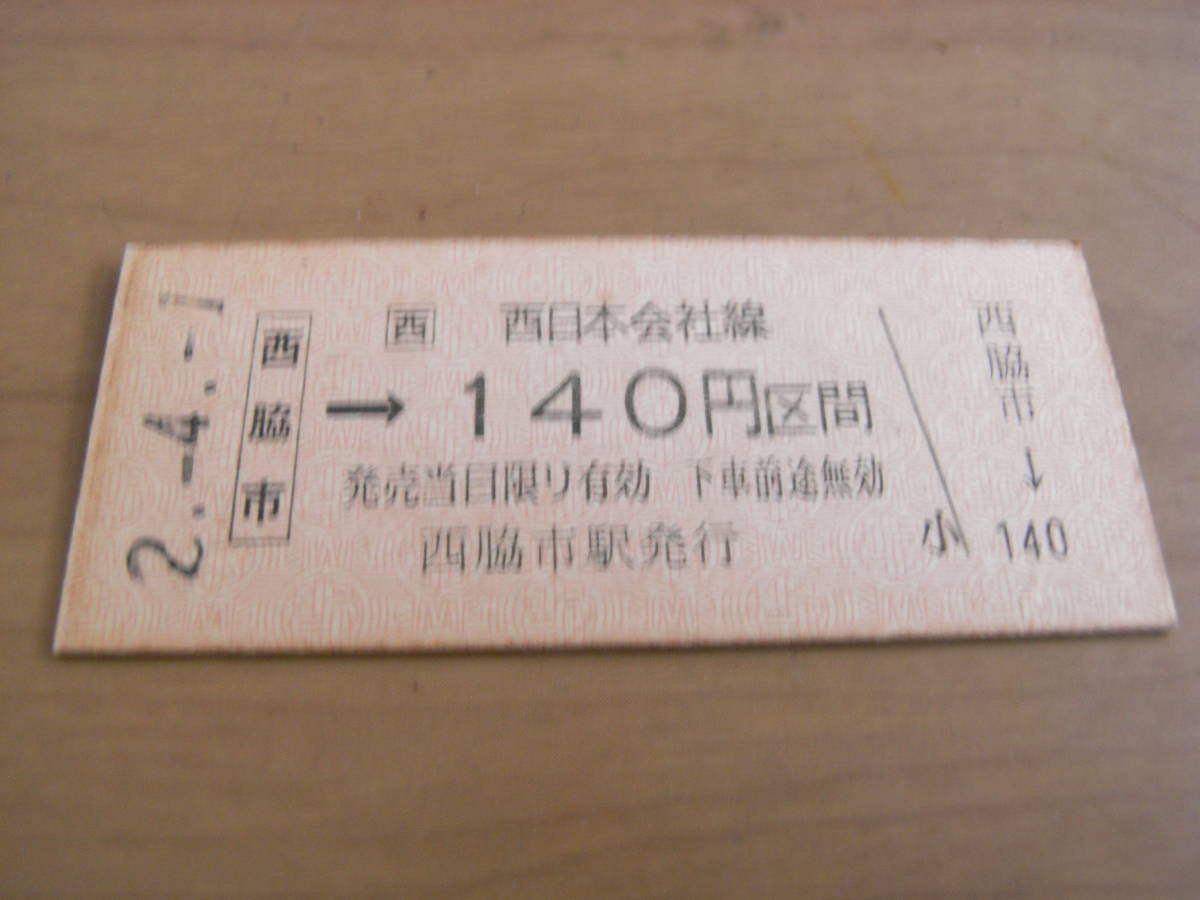 2.-4.-1
西脇市
西 西日本会社線
→140円区間
発売当日限り有効 下車前途無効
西脇市駅発行
西脇市
↓
小 140